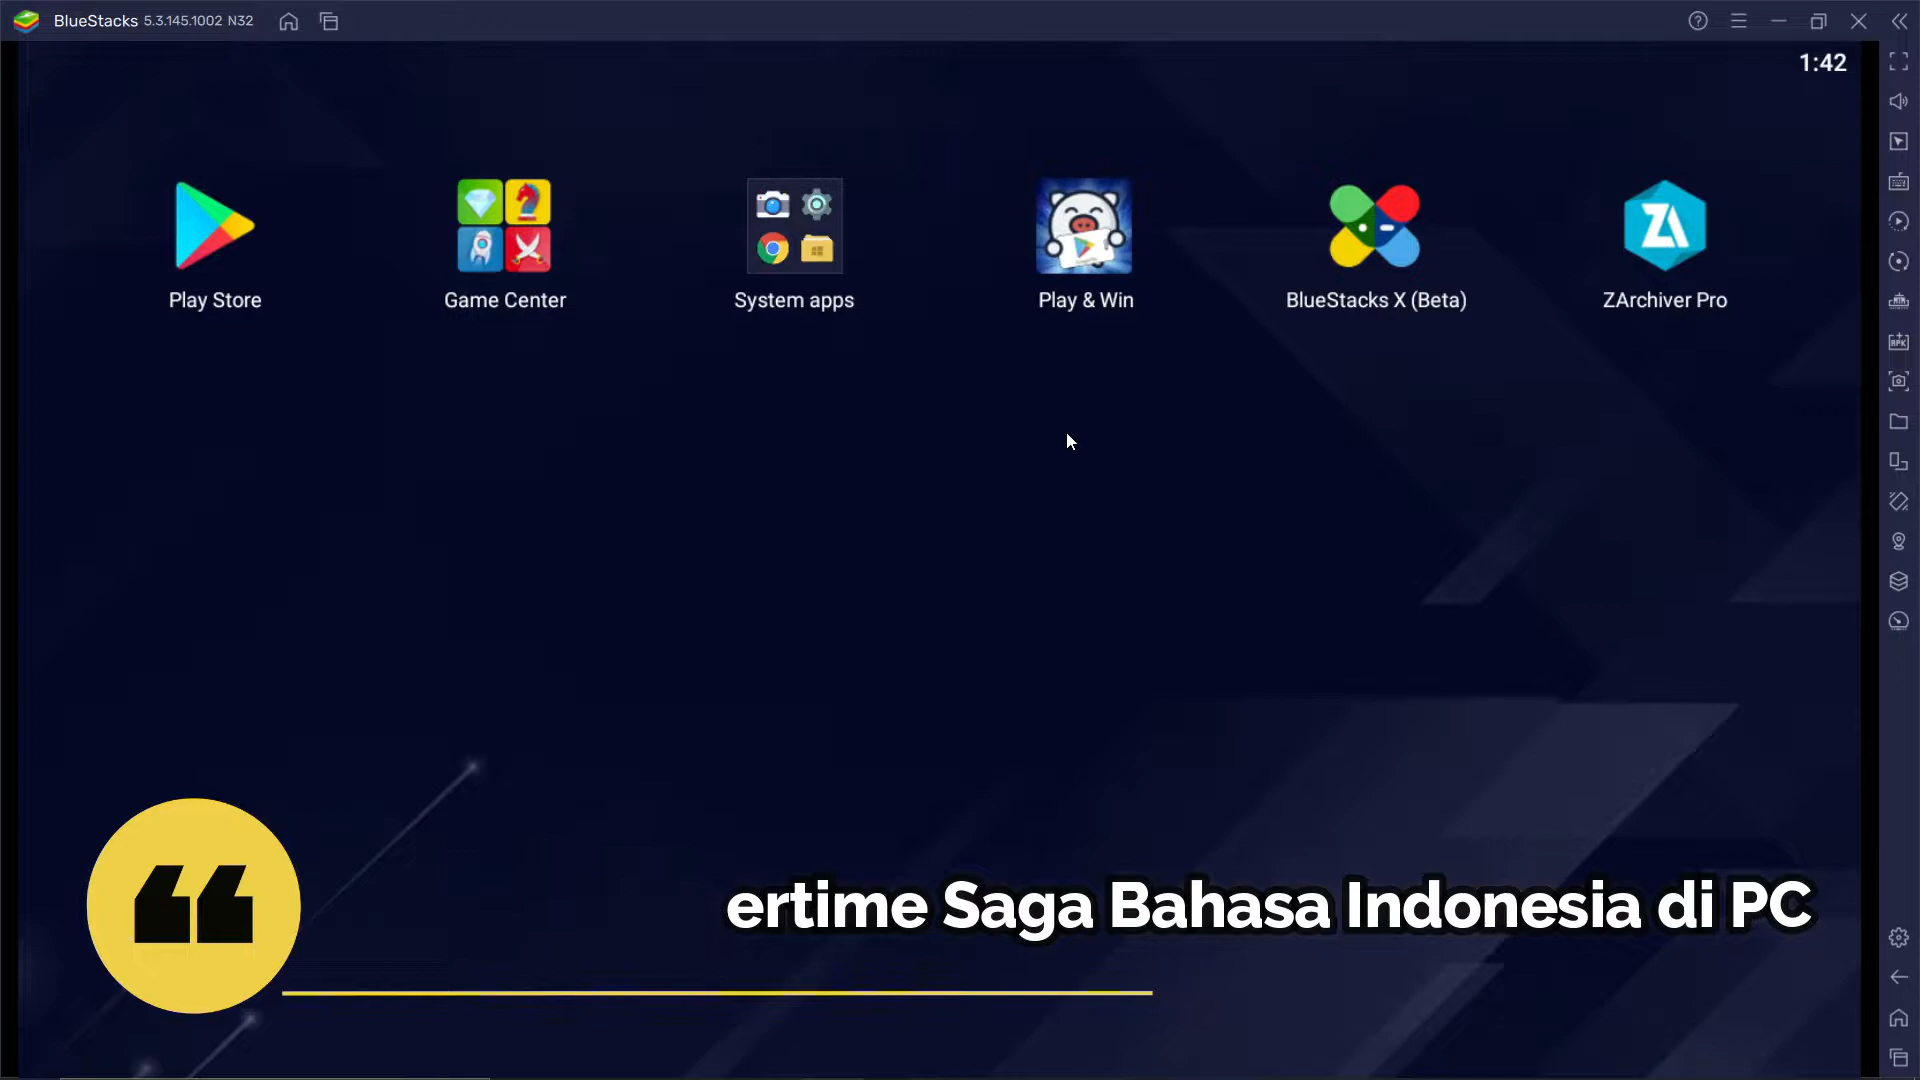 BlueStacks 5.3.145.1002 N32
1:42
Play Store
Game Center
System apps
Play & Win
BlueStacks X (Beta)
ZArchiver Pro
ertime Saga Bahasa Indonesia di PC